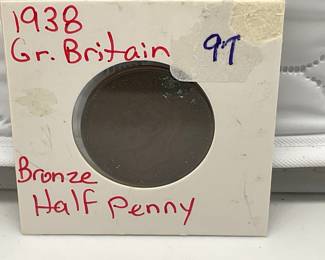 1938
Gr. Britain
97
Bronze
Half Penny